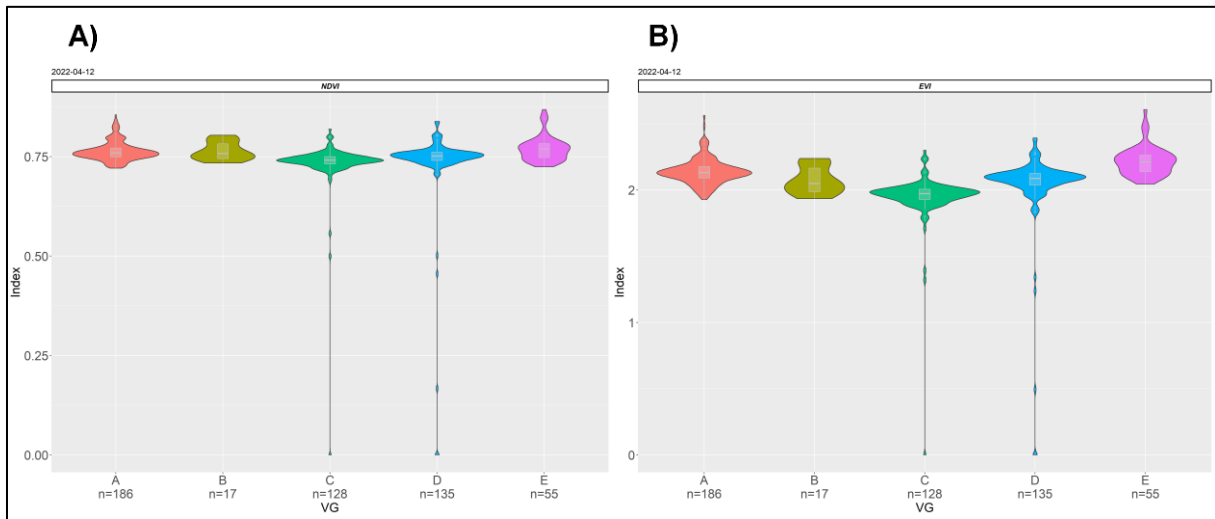 A)
2022-04-12
NDVI
0.75
0.50
0.25
0.00
Index
A B C D E
n=186 n=17 n=128 n=135 n=55
VG
B)
2022-04-12
EVI
2
1
0
Index
A B C D E
n=186 n=17 n=128 n=135 n=55
VG